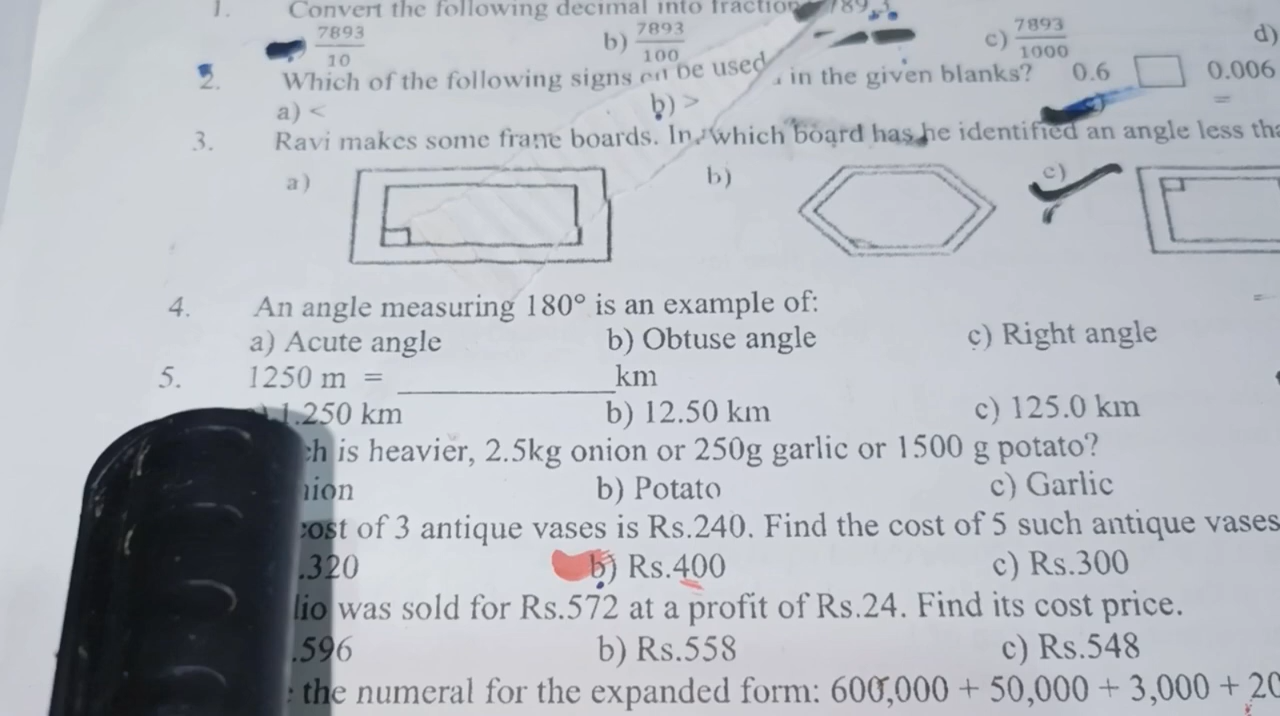 1. Convert the following decimal into fraction 789.3
7893/10 b) 7893/100 c) 7893/1000 d)
2. Which of the following signs be used in the given blanks? 0.6 □ 0.006
a) < b) > c) =
3. Ravi makes some frame boards. In which board has he identified an angle less
a) b) c)
4. An angle measuring 180° is an example of:
a) Acute angle b) Obtuse angle c) Right angle
5. 1250 m = ____________ km
1.250 km b) 12.50 km c) 125.0 km
is heavier, 2.5kg onion or 250g garlic or 1500 g potato?
b) Potato c) Garlic
cost of 3 antique vases is Rs.240. Find the cost of 5 such antique vases
.320 b) Rs.400 c) Rs.300
was sold for Rs.572 at a profit of Rs.24. Find its cost price.
.596 b) Rs.558 c) Rs.548
the numeral for the expanded form: 600,000 + 50,000 + 3,000 + 20